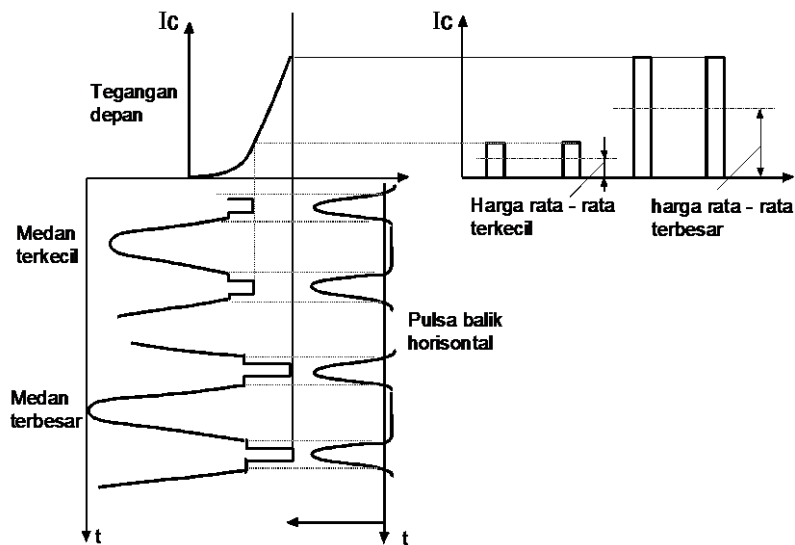 Ic
Ic
Tegangan
depan
Harga rata - rata
terkecil
harga rata - rata
terbesar
Medan
terkecil
Pulsa balik
horisontal
Medan
terbesar
t
t